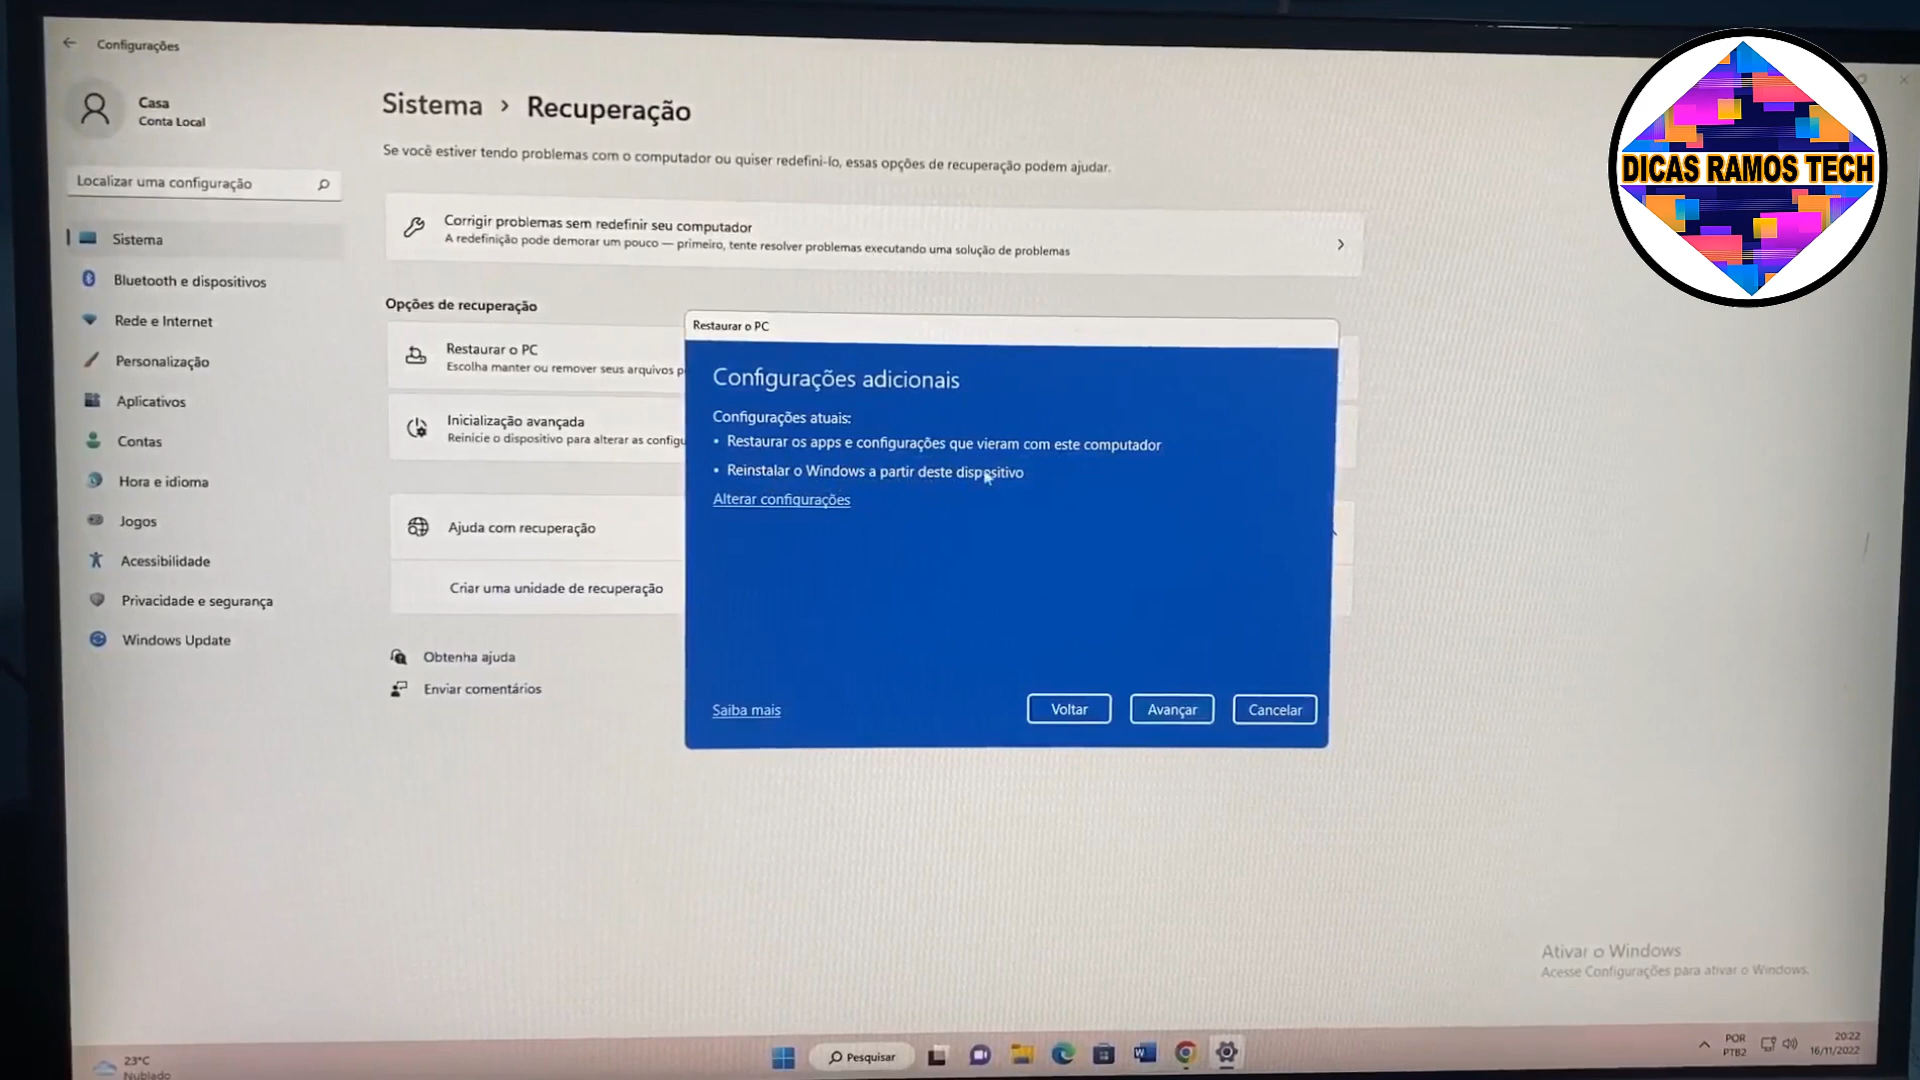 Configurações
Casa
Conta Local
Localizar uma configuração
Sistema
Bluetooth e dispositivos
Rede e Internet
Personalização
Aplicativos
Contas
Hora e idioma
Jogos
Acessibilidade
Privacidade e segurança
Windows Update
Sistema › Recuperação
Se você estiver tendo problemas com o computador ou quiser redefini-lo, essas opções de recuperação podem ajudar.
Corrigir problemas sem redefinir seu computador
A redefinição pode demorar um pouco — primeiro, tente resolver problemas executando uma solução de problemas
Opções de recuperação
Restaurar o PC
Escolha manter ou remover seus arquivos p
Inicialização avançada
Reinicie o dispositivo para alterar as configu
Ajuda com recuperação
Criar uma unidade de recuperação
Obtenha ajuda
Enviar comentários
Restaurar o PC
Configurações adicionais
Configurações atuais:
• Restaurar os apps e configurações que vieram com este computador
• Reinstalar o Windows a partir deste dispositivo
Alterar configurações
Saiba mais
Voltar
Avançar
Cancelar
DICAS RAMOS TECH
Ativar o Windows
Acesse Configurações para ativar o Windows.
23°C
Nublado
Pesquisar
POR
PTB2
20:22
16/11/2022